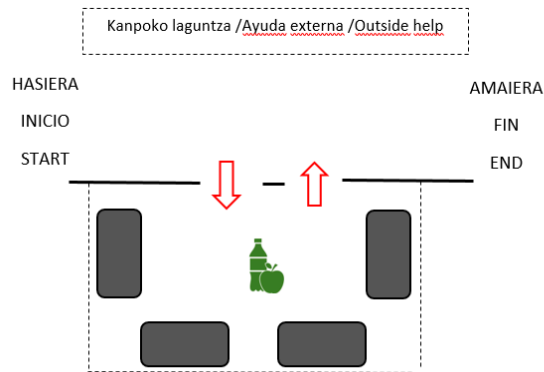 Kanpoko laguntza /Ayuda externa /Outside help
HASIERA
INICIO
START
AMAIERA
FIN
END